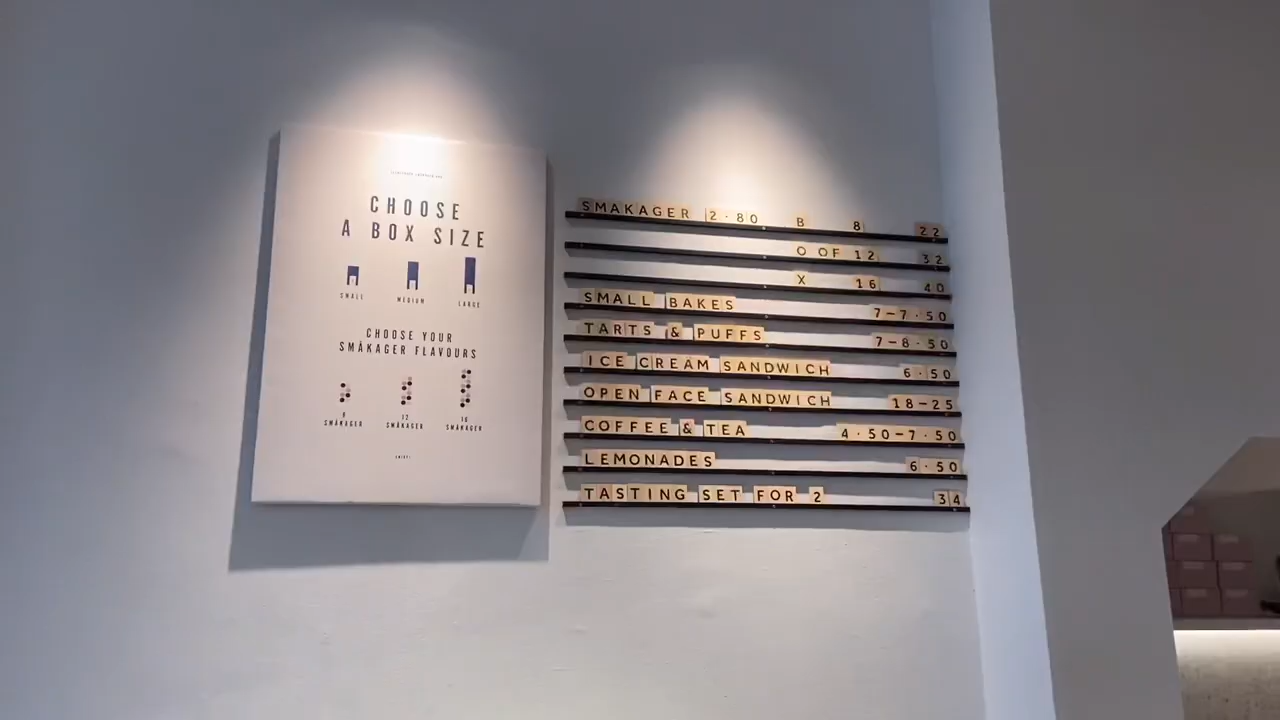 CHOOSE
A BOX SIZE
SMALL MEDIUM LARGE
CHOOSE YOUR
SMÅKAGER FLAVOURS
8 12 16
SMÅKAGER SMÅKAGER SMÅKAGER
SMAKAGER 2·80 B 8 22
O OF 12 32
X 16 40
SMALL BAKES 7–7·50
TARTS & PUFFS 7–8·50
ICE CREAM SANDWICH 6·50
OPEN FACE SANDWICH 18–25
COFFEE & TEA 4·50–7·50
LEMONADES 6·50
TASTING SET FOR 2 34